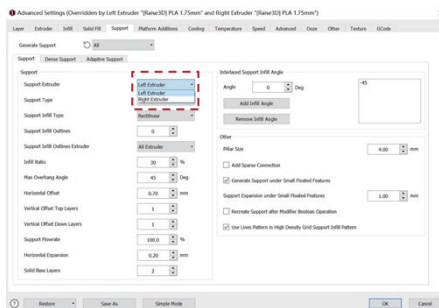 Advanced Settings (Overridden by Left Extruder "[Raise3D] PLA 1.75mm" and Right Extruder "[Raise3D] PLA 1.75mm")
Layer Extruder Infill Solid Fill Support Platform Additions Cooling Temperature Speed Advanced Ooze Other Texture GCode
Generate Support All
Support Dense Support Adaptive Support
Support
Support Extruder Left Extruder
Left Extruder
Right Extruder
Support Type
Support Infill Type Rectilinear
Support Infill Outlines 0
Support Infill Outlines Extruder All Extruder
Infill Ratio 30 %
Max Overhang Angle 45 Deg
Horizontal Offset 0.70 mm
Vertical Offset Top Layers 1
Vertical Offset Down Layers 1
Support Flowrate 100.0 %
Horizontal Expansion 0.20 mm
Solid Base Layers 3
Interlaced Support Infill Angle
Angle 0 Deg
-45
Add Infill Angle
Remove Infill Angle
Other
Pillar Size 4.00 mm
Add Sparse Connection
Generate Support under Small Floated Features
Support Expansion under Small Floated Features 1.00 mm
Recreate Support after Modifier Boolean Operation
Use Lines Pattern in High Density Grid Support Infill Pattern
? Restore Save As Simple Mode OK Cancel